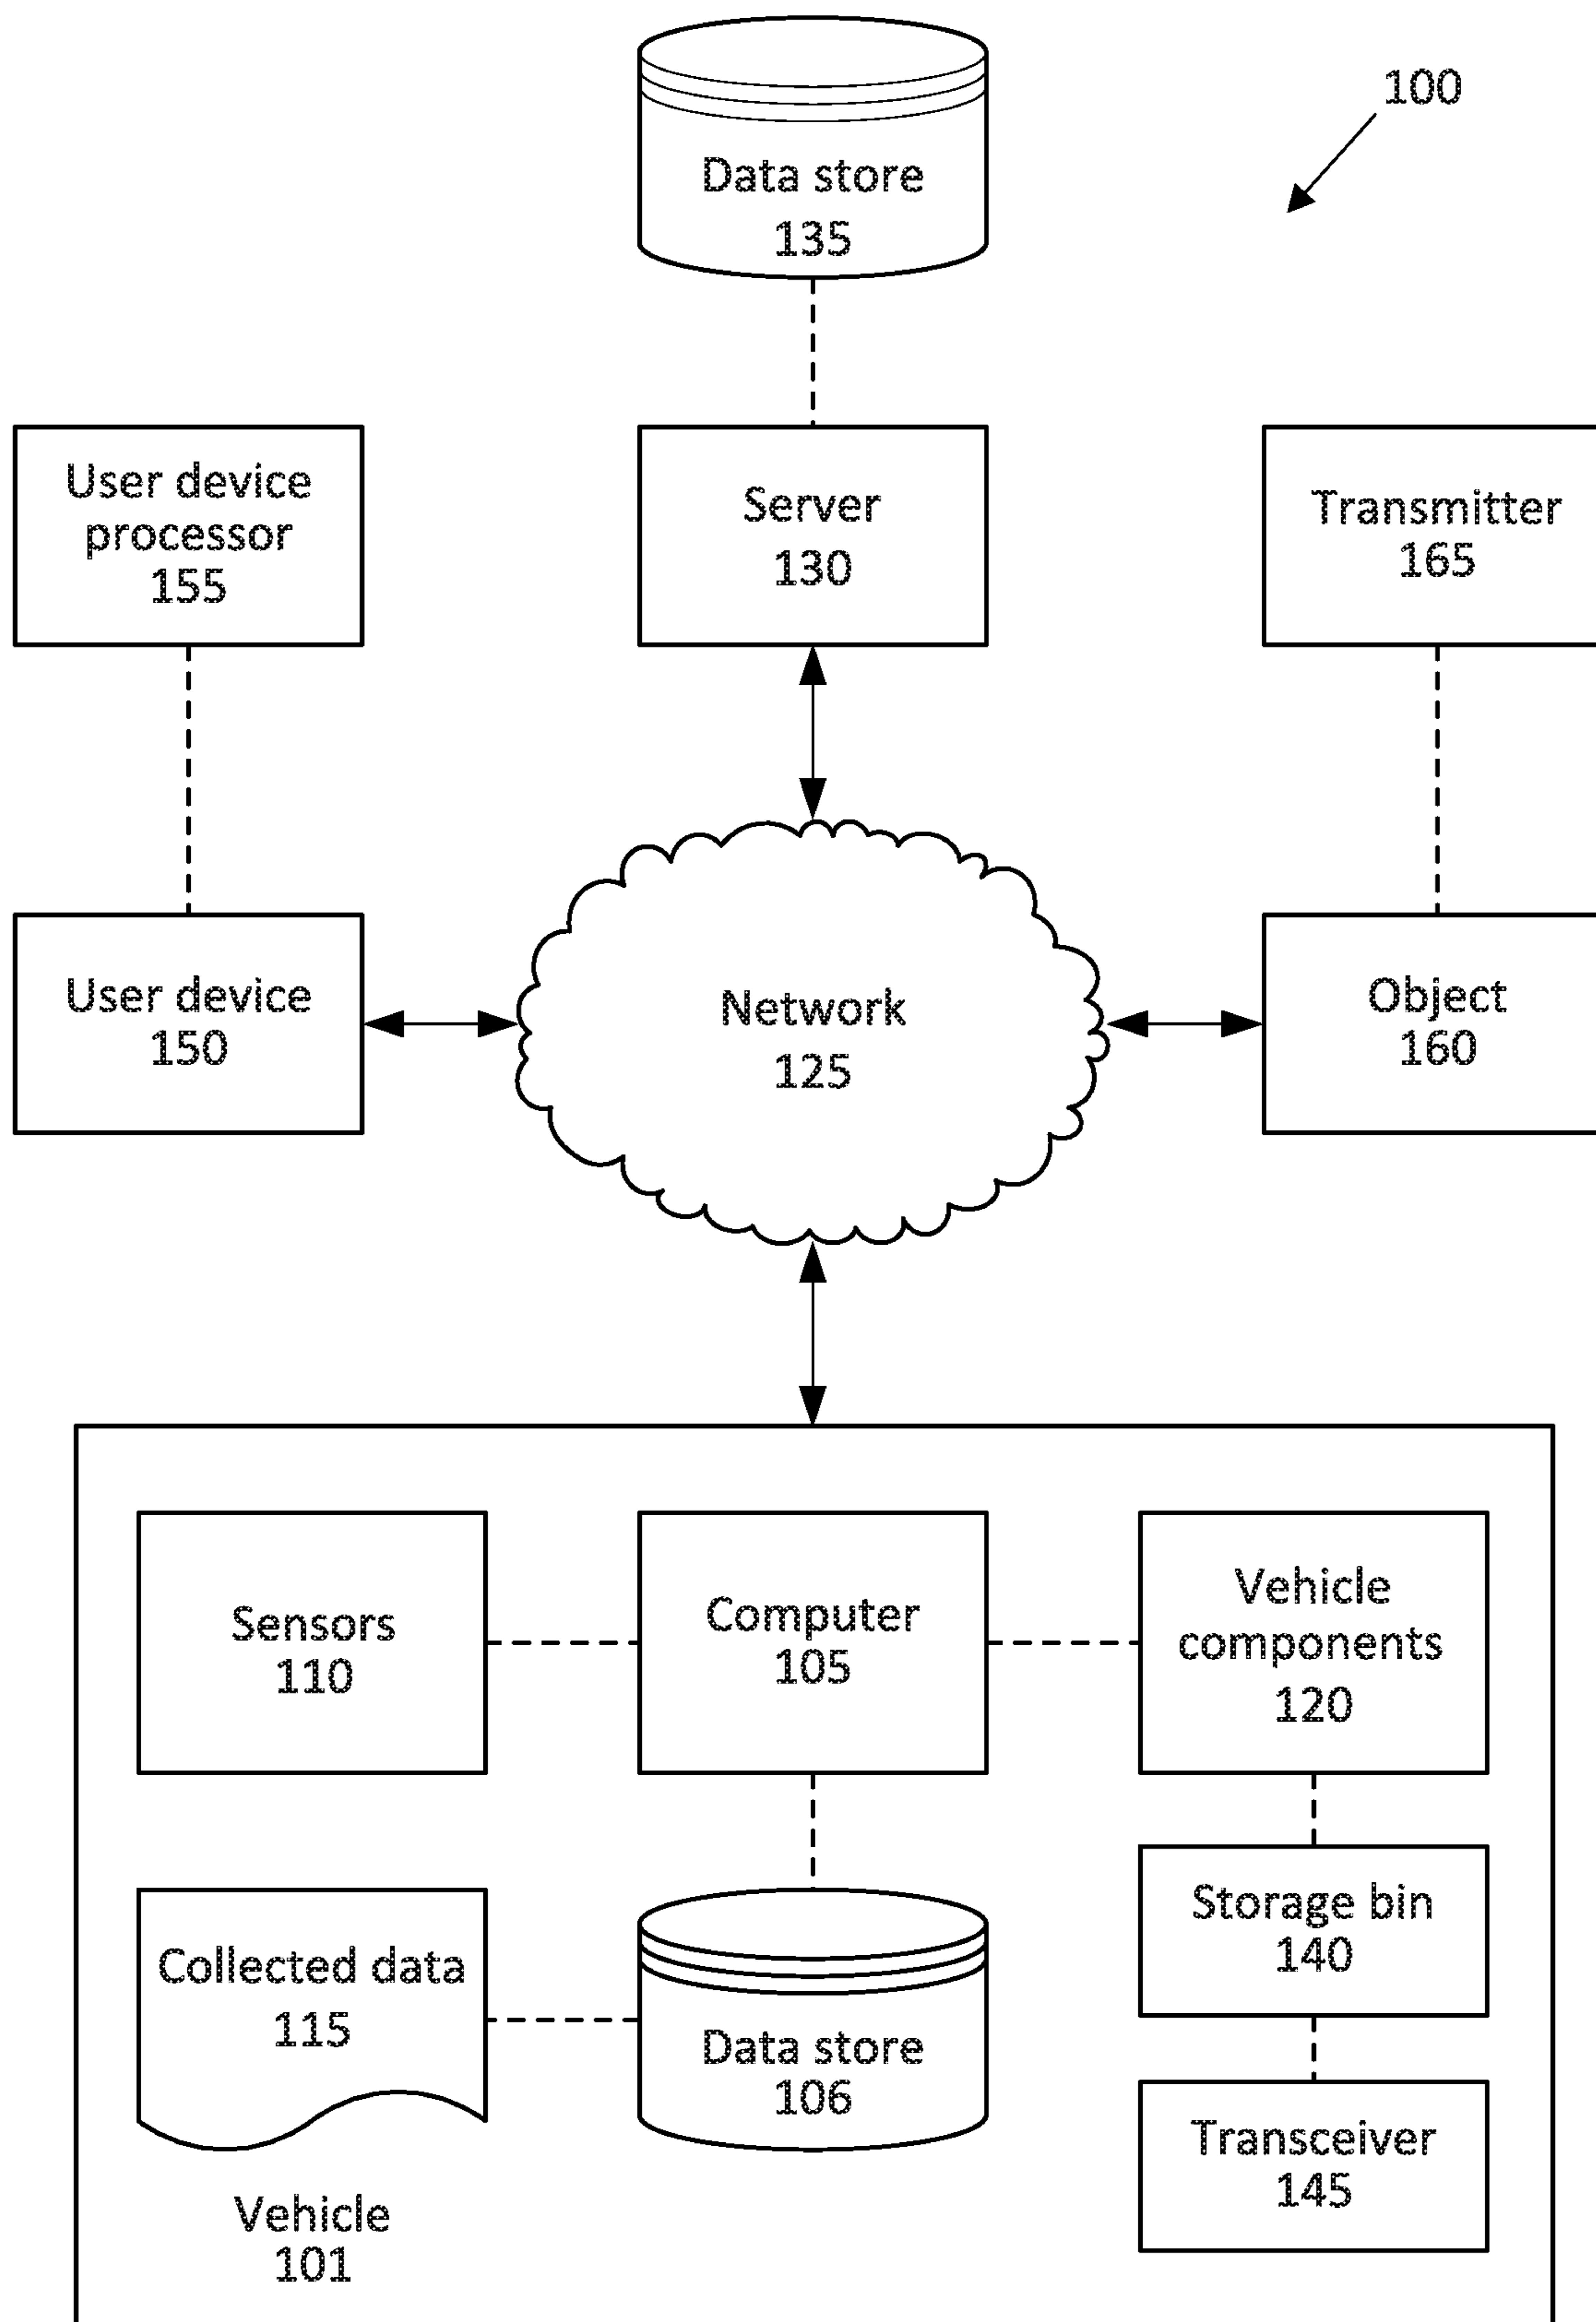 100
Data store
135
User device
processor
155
Server
130
Transmitter
165
User device
150
Network
125
Object
160
Sensors
110
Computer
105
Vehicle
components
120
Collected data
115
Data store
106
Storage bin
140
Transceiver
145
Vehicle
101